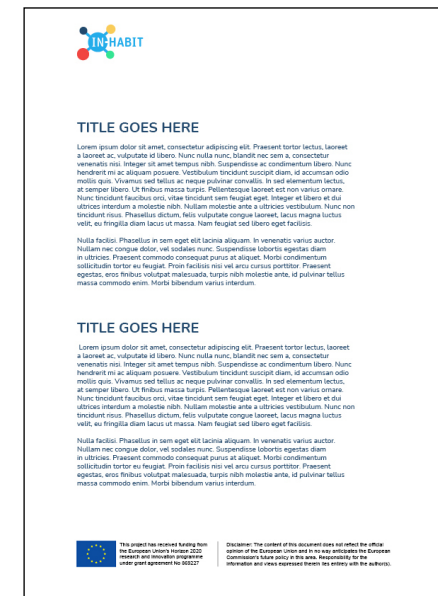 IN-HABIT
TITLE GOES HERE
Lorem ipsum dolor sit amet, consectetur adipiscing elit. Praesent tortor lectus, laoreet
a laoreet ac, vulputate id libero. Nunc nulla nunc, blandit nec sem a, consectetur
venenatis nisi. Integer sit amet tempus nibh. Suspendisse ac condimentum libero. Nunc
hendrerit mi ac aliquam posuere. Vestibulum tincidunt suscipit diam, id accumsan odio
mollis quis. Vivamus sed tellus ac neque pulvinar convallis. In sed elementum lectus,
at semper libero. Ut finibus massa turpis. Pellentesque laoreet est non varius ornare.
Nunc tincidunt faucibus orci, vitae tincidunt sem feugiat eget. Integer et libero et dui
ultrices interdum a molestie nibh. Nullam molestie ante a ultricies vestibulum. Nunc non
tincidunt risus. Phasellus dictum, felis vulputate congue laoreet, lacus magna luctus
velit, eu fringilla diam lacus ut massa. Nam feugiat sed libero eget facilisis.
Nulla facilisi. Phasellus in sem eget elit lacinia aliquam. In venenatis varius auctor.
Nullam nec congue dolor, vel sodales nunc. Suspendisse lobortis egestas diam
in ultricies. Praesent commodo consequat purus at aliquet. Morbi condimentum
sollicitudin tortor eu feugiat. Proin facilisis nisi vel arcu cursus porttitor. Praesent
egestas, eros finibus volutpat malesuada, turpis nibh molestie ante, id pulvinar tellus
massa commodo enim. Morbi bibendum varius interdum.
TITLE GOES HERE
Lorem ipsum dolor sit amet, consectetur adipiscing elit. Praesent tortor lectus, laoreet
a laoreet ac, vulputate id libero. Nunc nulla nunc, blandit nec sem a, consectetur
venenatis nisi. Integer sit amet tempus nibh. Suspendisse ac condimentum libero. Nunc
hendrerit mi ac aliquam posuere. Vestibulum tincidunt suscipit diam, id accumsan odio
mollis quis. Vivamus sed tellus ac neque pulvinar convallis. In sed elementum lectus,
at semper libero. Ut finibus massa turpis. Pellentesque laoreet est non varius ornare.
Nunc tincidunt faucibus orci, vitae tincidunt sem feugiat eget. Integer et libero et dui
ultrices interdum a molestie nibh. Nullam molestie ante a ultricies vestibulum. Nunc non
tincidunt risus. Phasellus dictum, felis vulputate congue laoreet, lacus magna luctus
velit, eu fringilla diam lacus ut massa. Nam feugiat sed libero eget facilisis.
Nulla facilisi. Phasellus in sem eget elit lacinia aliquam. In venenatis varius auctor.
Nullam nec congue dolor, vel sodales nunc. Suspendisse lobortis egestas diam
in ultricies. Praesent commodo consequat purus at aliquet. Morbi condimentum
sollicitudin tortor eu feugiat. Proin facilisis nisi vel arcu cursus porttitor. Praesent
egestas, eros finibus volutpat malesuada, turpis nibh molestie ante, id pulvinar tellus
massa commodo enim. Morbi bibendum varius interdum.
This project has received funding from
the European Union's Horizon 2020
research and innovation programme
under grant agreement No 869227
Disclaimer: The content of this document does not reflect the official
opinion of the European Union and in no way anticipates the European
Commission's future policy in this area. Responsibility for the
information and views expressed therein lies entirely with the author(s).